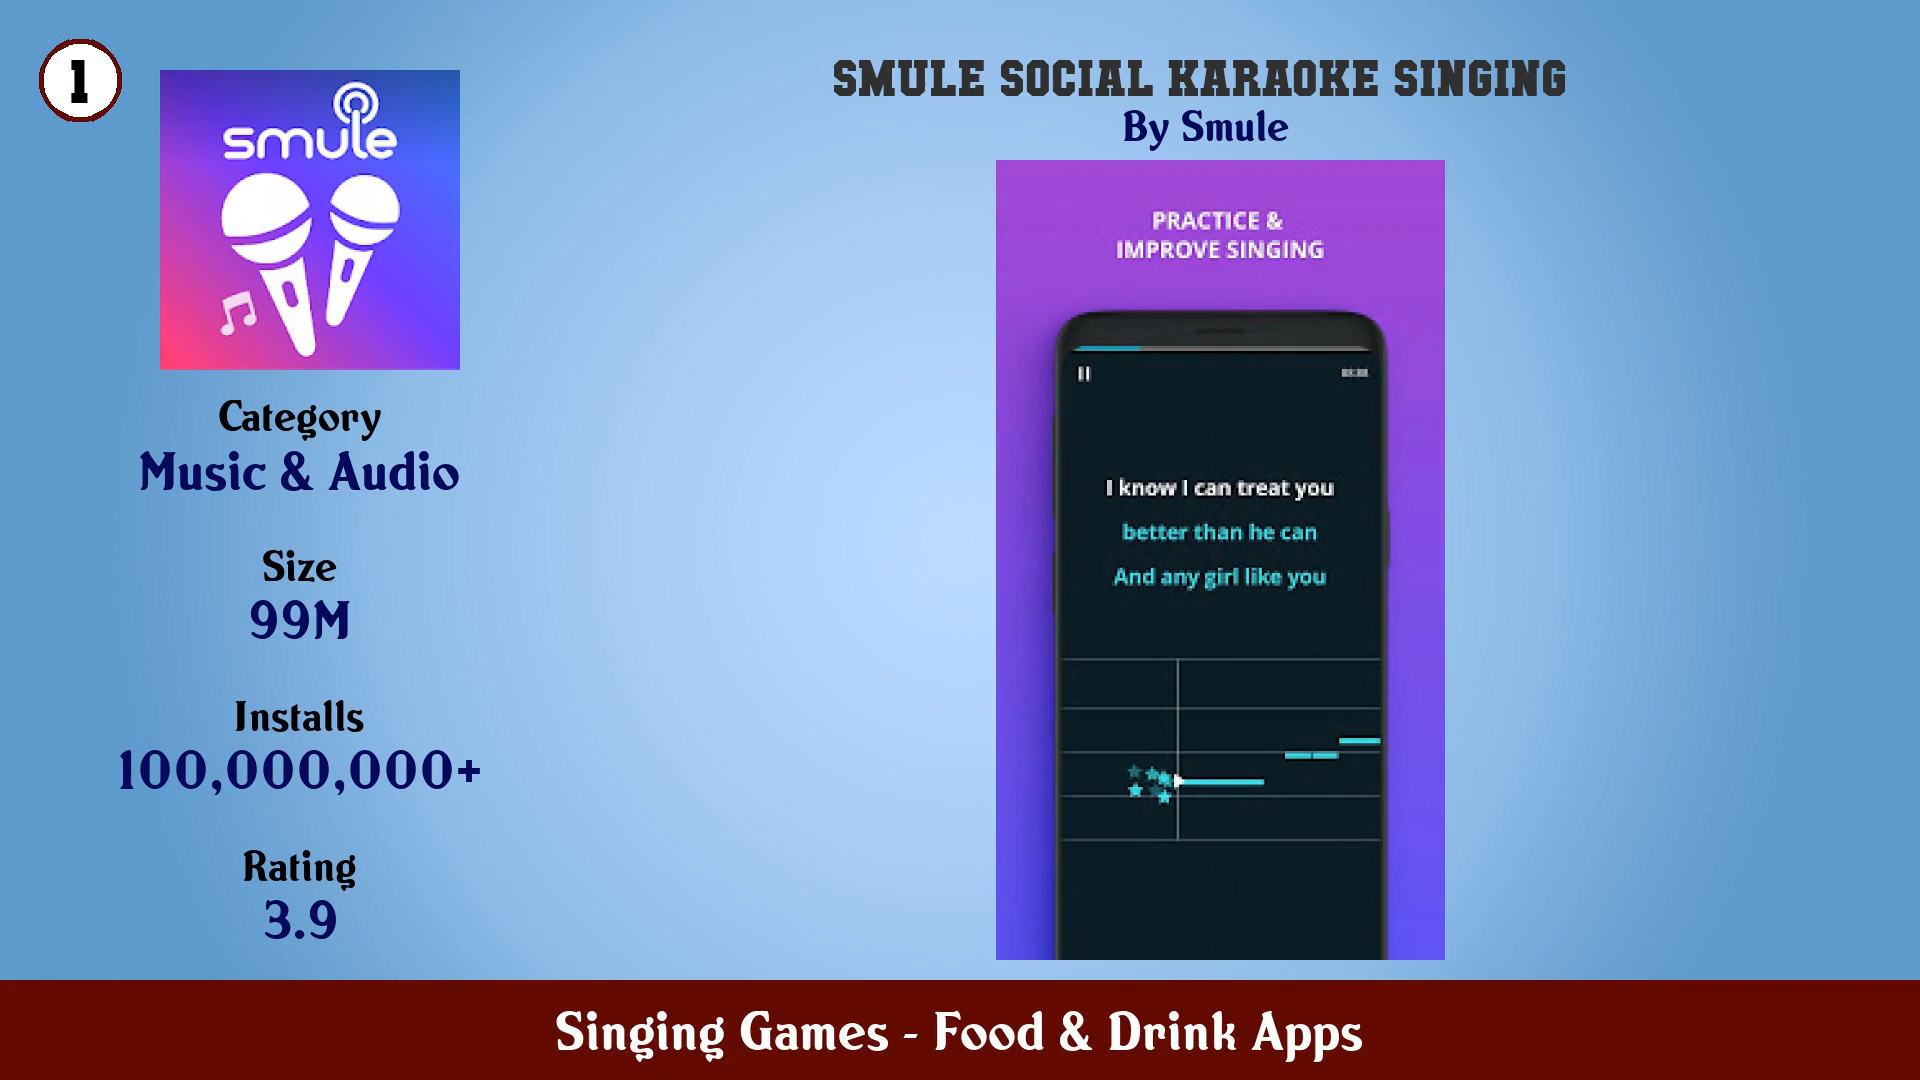 1
smule
Category
Music & Audio
Size
99M
Installs
100,000,000+
Rating
3.9
SMULE SOCIAL KARAOKE SINGING
By Smule
PRACTICE &
IMPROVE SINGING
I know I can treat you
better than he can
And any girl like you
Singing Games - Food & Drink Apps